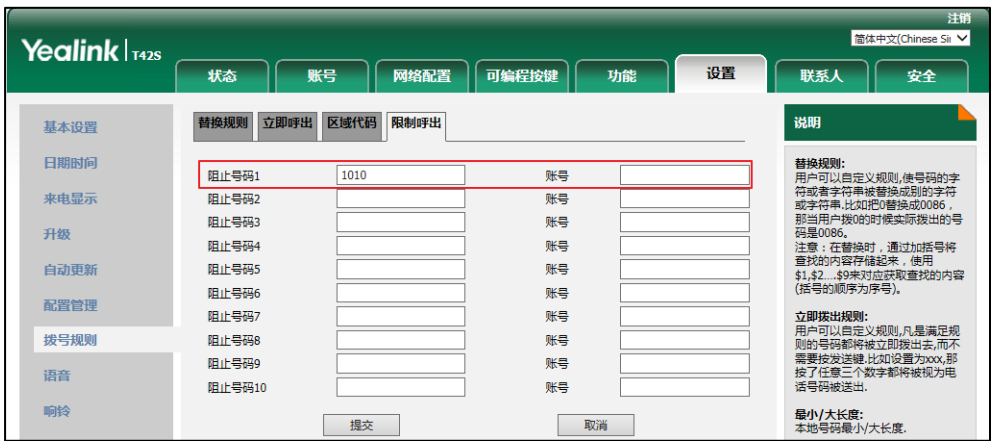 注销
Yealink T42S
简体中文(Chinese Sin
状态 账号 网络配置 可编程按键 功能 设置 联系人 安全
基本设置
日期时间
来电显示
升级
自动更新
配置管理
拨号规则
语音
响铃
替换规则 立即呼出 区域代码 限制呼出
阻止号码1 1010 账号
阻止号码2 账号
阻止号码3 账号
阻止号码4 账号
阻止号码5 账号
阻止号码6 账号
阻止号码7 账号
阻止号码8 账号
阻止号码9 账号
阻止号码10 账号
提交 取消
说明
替换规则:
用户可以自定义规则,使号码的字
符或者字符串被替换成别的字符
或字符串.比如把0替换成0086，
那当用户拨0的时候实际拨出的号
码是0086。
注意：在替换时，通过加括号将
查找的内容存储起来，使用
$1,$2....$9来对应获取查找的内容
(括号的顺序为序号)。
立即拨出规则:
用户可以自定义规则,凡是满足规
则的号码都将被立即拨出去,而不
需要按发送键.比如设置为xxx,那
按了任意三个数字都将被视为电
话号码被送出.
最小/大长度:
本地号码最小/大长度.